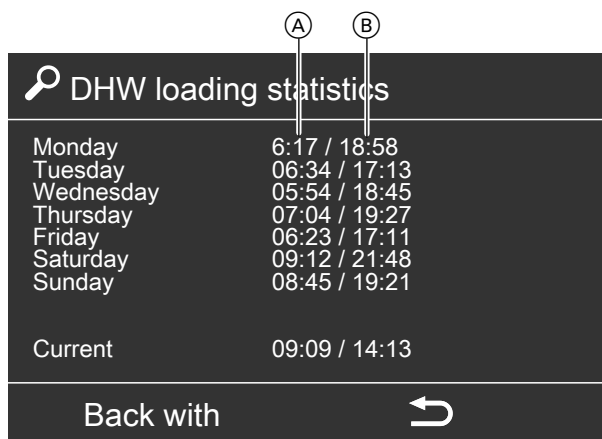 A B
DHW loading statistics
Monday 6:17 / 18:58
Tuesday 06:34 / 17:13
Wednesday 05:54 / 18:45
Thursday 07:04 / 19:27
Friday 06:23 / 17:11
Saturday 09:12 / 21:48
Sunday 08:45 / 19:21
Current 09:09 / 14:13
Back with